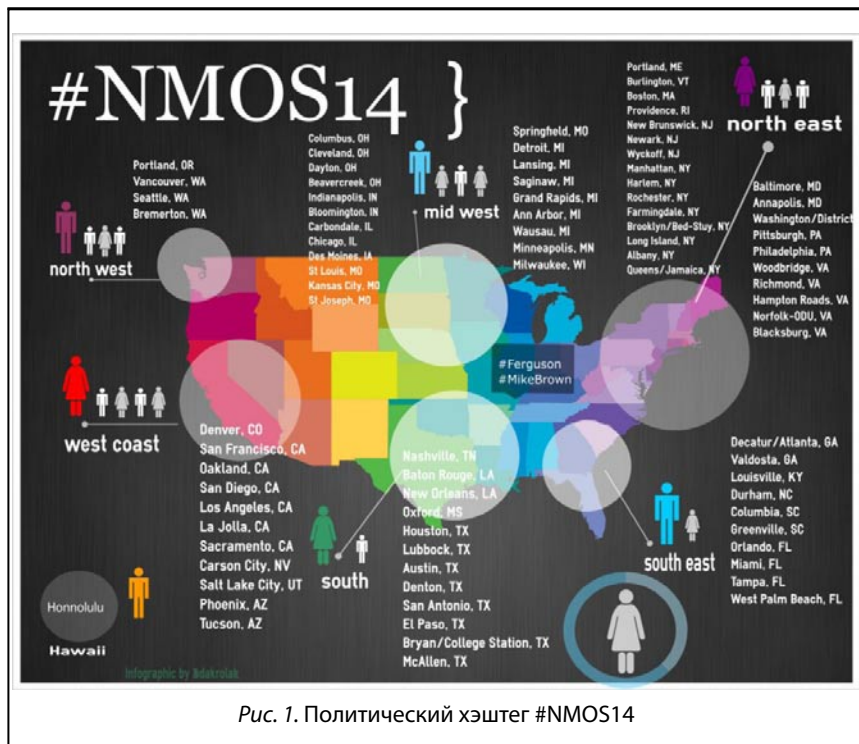 #NMOS14 }
Portland, OR
Vancouver, WA
Seattle, WA
Bremerton, WA
north west
Columbus, OH
Cleveland, OH
Dayton, OH
Beavercreek, OH
Indianapolis, IN
Bloomington, IN
Carbondale, IL
Chicago, IL
Des Moines, IA
St Louis, MO
Kansas City, MO
St Joseph, MO
mid west
Springfield, MO
Detroit, MI
Lansing, MI
Saginaw, MI
Grand Rapids, MI
Ann Arbor, MI
Wausau, MI
Minneapolis, MN
Milwaukee, WI
Portland, ME
Burlington, VT
Boston, MA
Providence, RI
New Brunswick, NJ
Newark, NJ
Wyckoff, NJ
Manhattan, NY
Harlem, NY
Rochester, NY
Farmingdale, NY
Brooklyn/Bed-Stuy, NY
Long Island, NY
Albany, NY
Queens/Jamaica, NY
north east
Baltimore, MD
Annapolis, MD
Washington/District
Pittsburgh, PA
Philadelphia, PA
Woodbridge, VA
Richmond, VA
Hampton Roads, VA
Norfolk-ODU, VA
Blacksburg, VA
#Ferguson
#MikeBrown
west coast
Denver, CO
San Francisco, CA
Oakland, CA
San Diego, CA
Los Angeles, CA
La Jolla, CA
Sacramento, CA
Carson City, NV
Salt Lake City, UT
Phoenix, AZ
Tucson, AZ
south
Nashville, TN
Baton Rouge, LA
New Orleans, LA
Oxford, MS
Houston, TX
Lubbock, TX
Austin, TX
Denton, TX
San Antonio, TX
El Paso, TX
Bryan/College Station, TX
McAllen, TX
south east
Decatur/Atlanta, GA
Valdosta, GA
Louisville, KY
Durham, NC
Columbia, SC
Greenville, SC
Orlando, FL
Miami, FL
Tampa, FL
West Palm Beach, FL
Honnolulu
Hawaii
Infographic by @dakrolak
Рис. 1. Политический хэштег #NMOS14